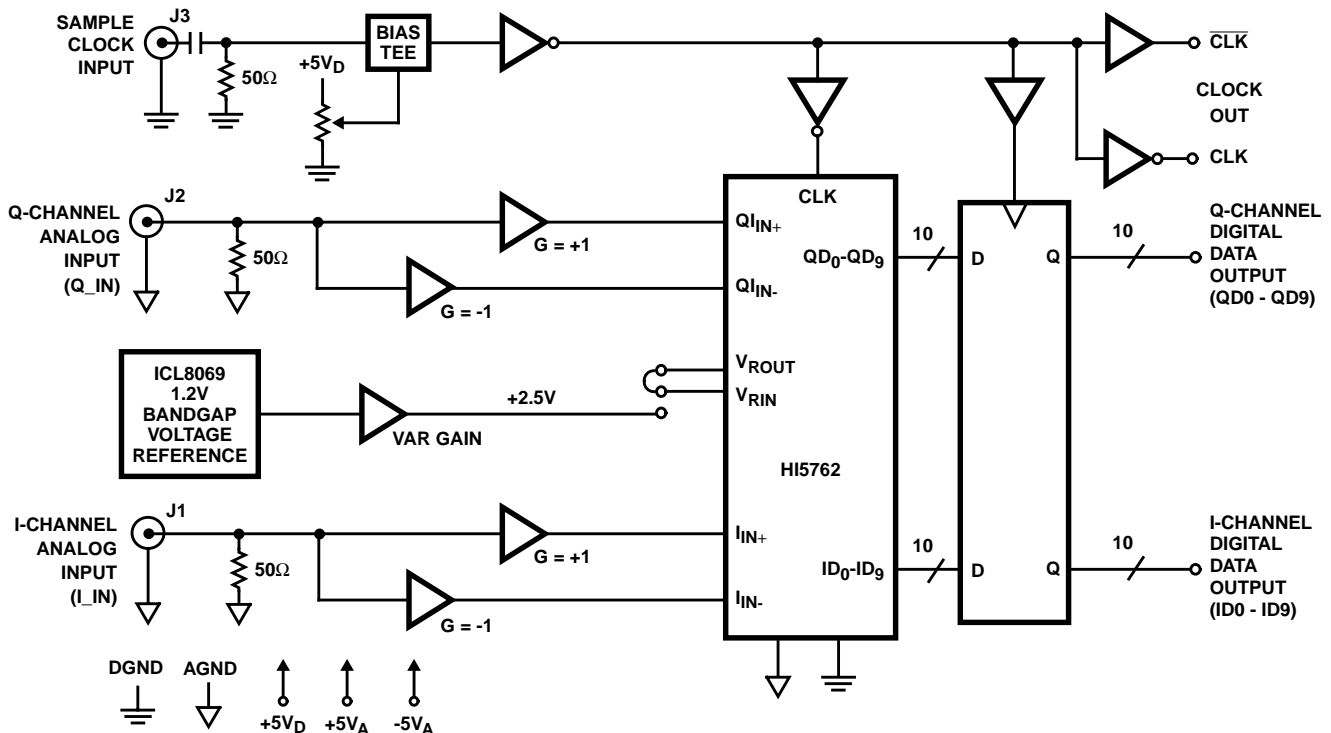 SAMPLE
CLOCK
INPUT
J3
50Ω
+5VD
BIAS
TEE
CLK
CLOCK
OUT
CLK
Q-CHANNEL
ANALOG
INPUT
(Q_IN)
J2
50Ω
G = +1
G = -1
ICL8069
1.2V
BANDGAP
VOLTAGE
REFERENCE
VAR GAIN
+2.5V
I-CHANNEL
ANALOG
INPUT
(I_IN)
J1
50Ω
G = +1
G = -1
CLK
QIIN+
QIIN-
VROUT
VRIN
HI5762
IIN+
IIN-
QD0-QD9
ID0-ID9
10
10
D
Q
D
Q
10
10
Q-CHANNEL
DIGITAL
DATA
OUTPUT
(QD0 - QD9)
I-CHANNEL
DIGITAL
DATA
OUTPUT
(ID0 - ID9)
DGND
AGND
+5VD
+5VA
-5VA